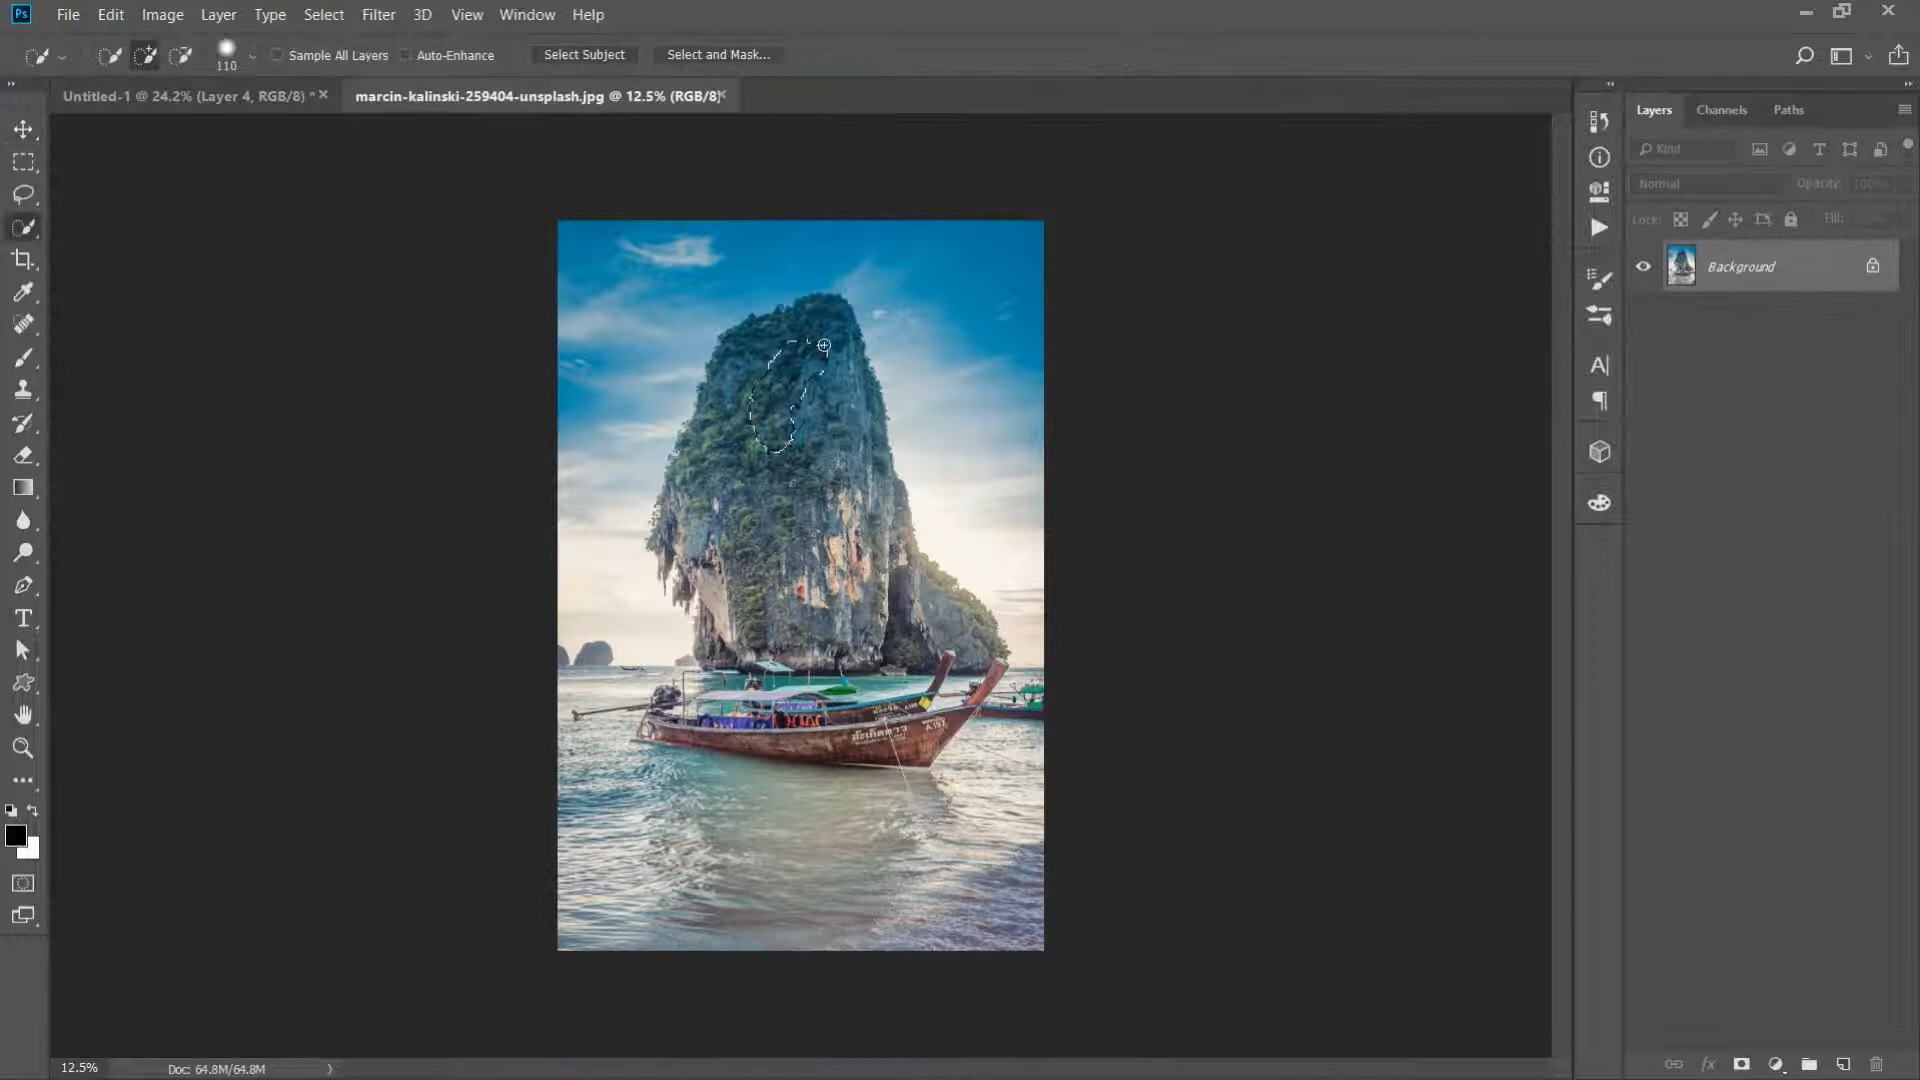 Ps File Edit Image Layer Type Select Filter 3D View Window Help
110 Sample All Layers Auto-Enhance Select Subject Select and Mask...
Untitled-1 @ 24.2% (Layer 4, RGB/8) * × marcin-kalinski-259404-unsplash.jpg @ 12.5% (RGB/8) ×
Layers Channels Paths
Kind
Normal Opacity: 100%
Lock: Fill:
Background
A.197
12.5% Doc: 64.8M/64.8M